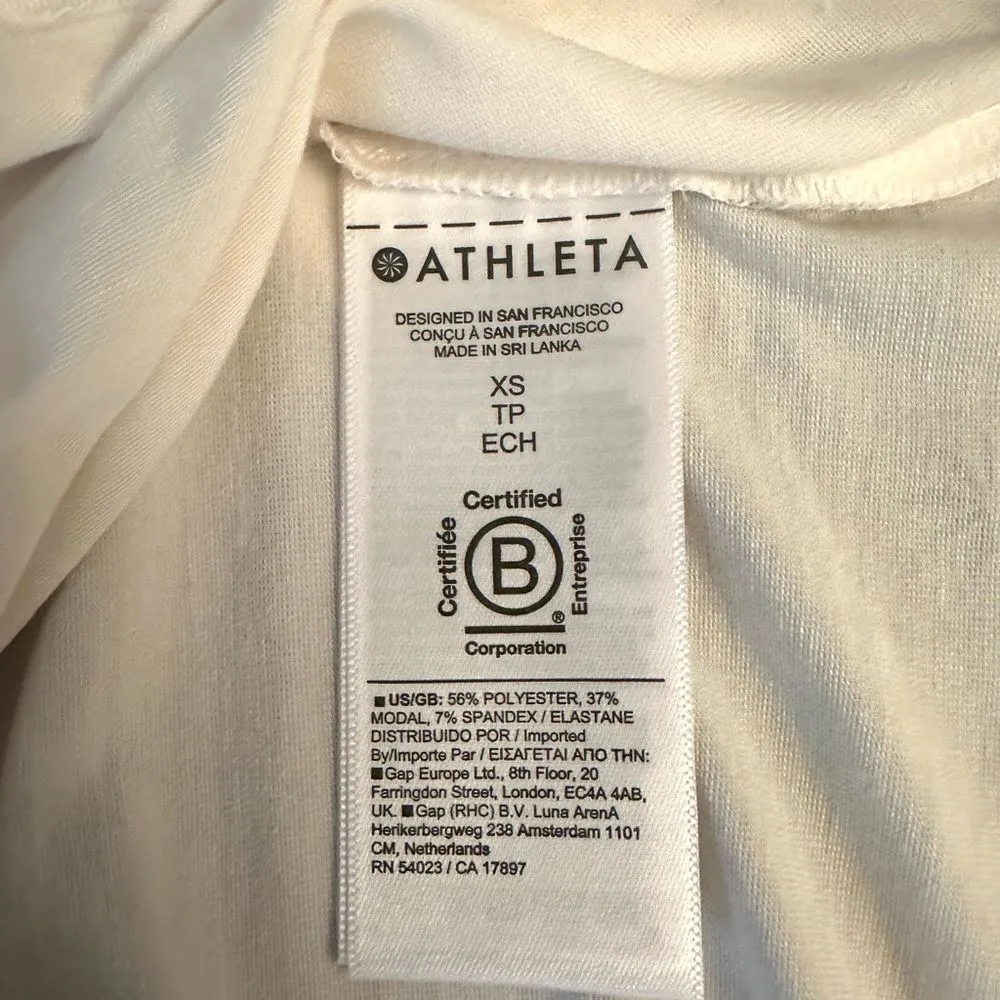 ATHLETA
DESIGNED IN SAN FRANCISCO
CONÇU À SAN FRANCISCO
MADE IN SRI LANKA
XS
TP
ECH
Certified
Certifiée
B
Entreprise
®
Corporation
■ US/GB: 56% POLYESTER, 37%
MODAL, 7% SPANDEX / ELASTANE
DISTRIBUIDO POR / Imported
By/Importe Par / ΕΙΣΑΓΕΤΑΙ ΑΠΟ ΤΗΝ:
■Gap Europe Ltd., 8th Floor, 20
Farringdon Street, London, EC4A 4AB,
UK. ■Gap (RHC) B.V. Luna ArenA
Herikerbergweg 238 Amsterdam 1101
CM, Netherlands
RN 54023 / CA 17897